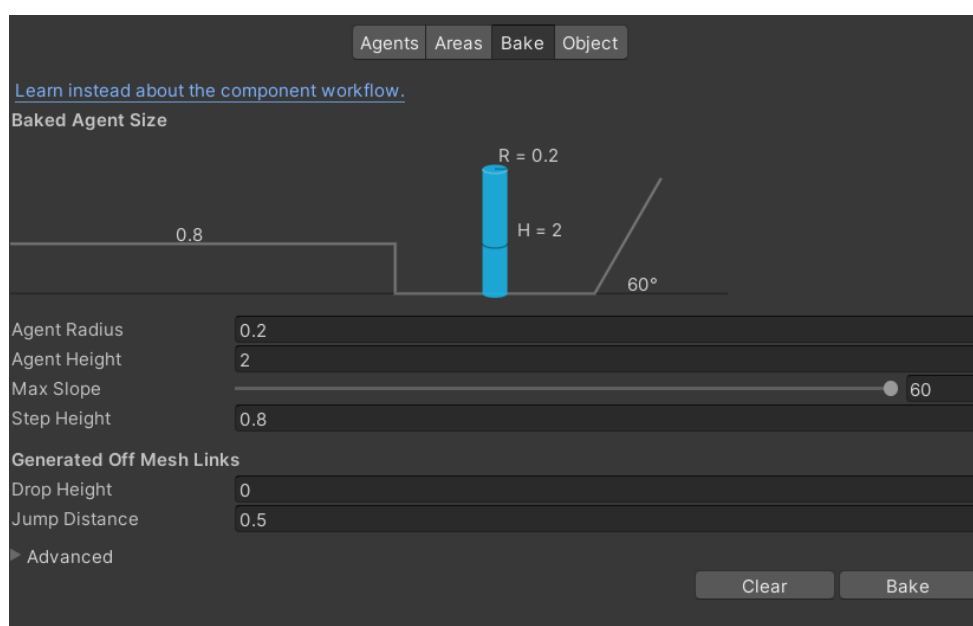 Agents Areas Bake Object
Learn instead about the component workflow.
Baked Agent Size
R = 0.2
0.8
H = 2
60°
Agent Radius 0.2
Agent Height 2
Max Slope 60
Step Height 0.8
Generated Off Mesh Links
Drop Height 0
Jump Distance 0.5
Advanced
Clear Bake